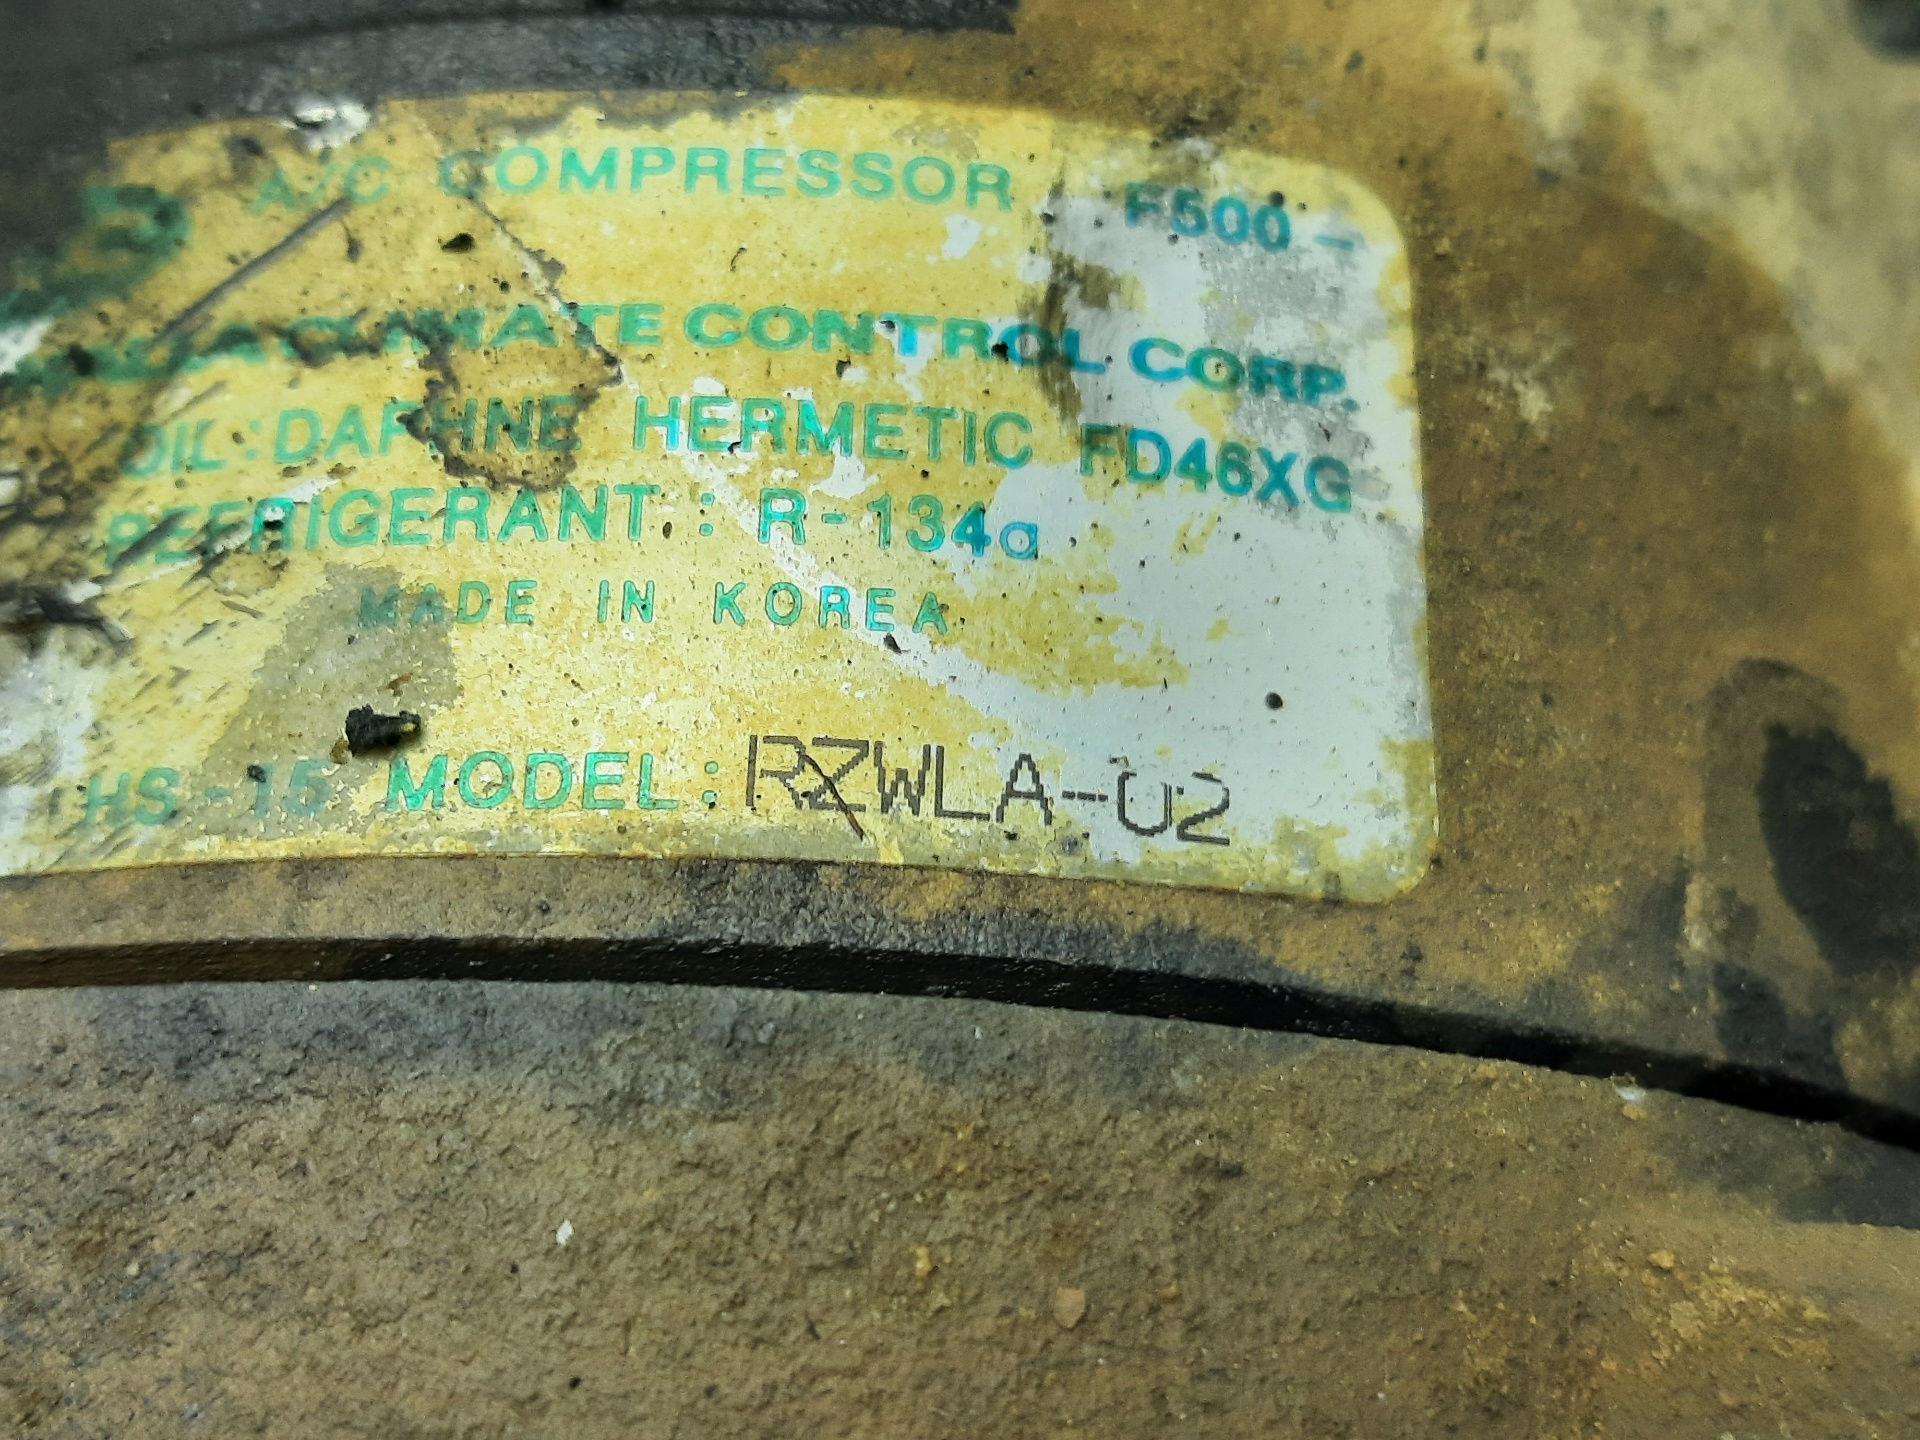 A/C COMPRESSOR F500 -
CLIMATE CONTROL CORP.
OIL : DAPHNE HERMETIC FD46XG
REFRIGERANT : R-134a
MADE IN KOREA
HS-15 MODEL : RZWLA-02